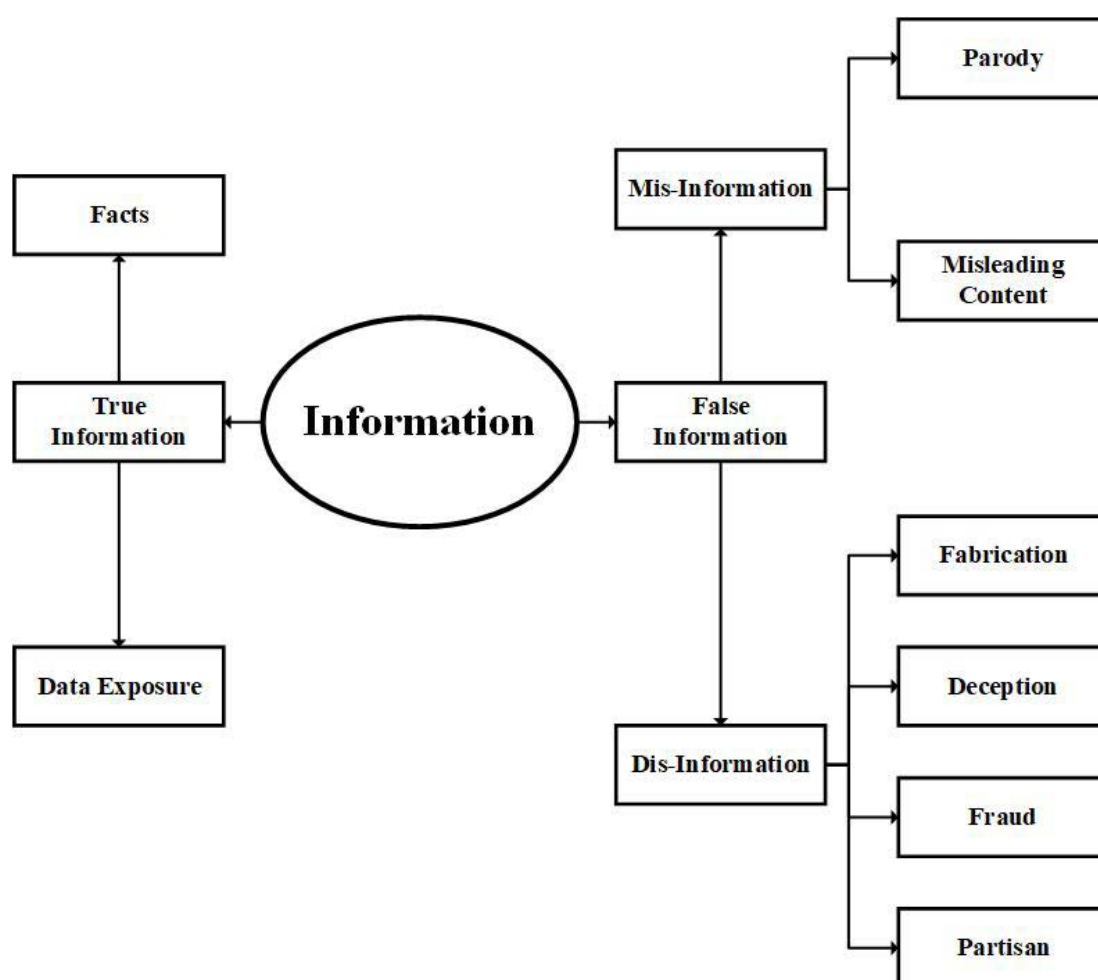 Parody
Mis-Information
Facts
Misleading
Content
True
Information
Information
False
Information
Fabrication
Data Exposure
Deception
Dis-Information
Fraud
Partisan